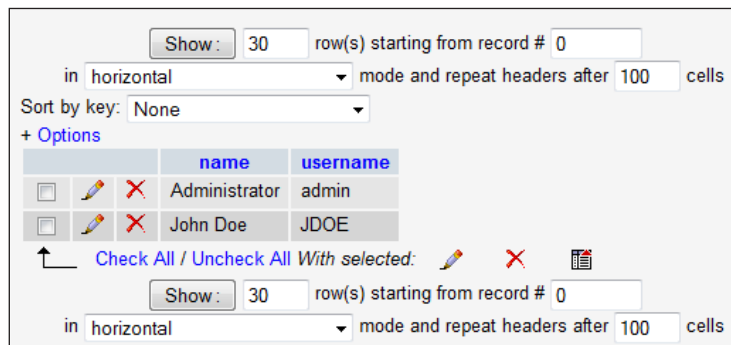 Show : 30 row(s) starting from record # 0
in horizontal mode and repeat headers after 100 cells
Sort by key: None
+ Options
name username
Administrator admin
John Doe JDOE
Check All / Uncheck All With selected:
Show : 30 row(s) starting from record # 0
in horizontal mode and repeat headers after 100 cells